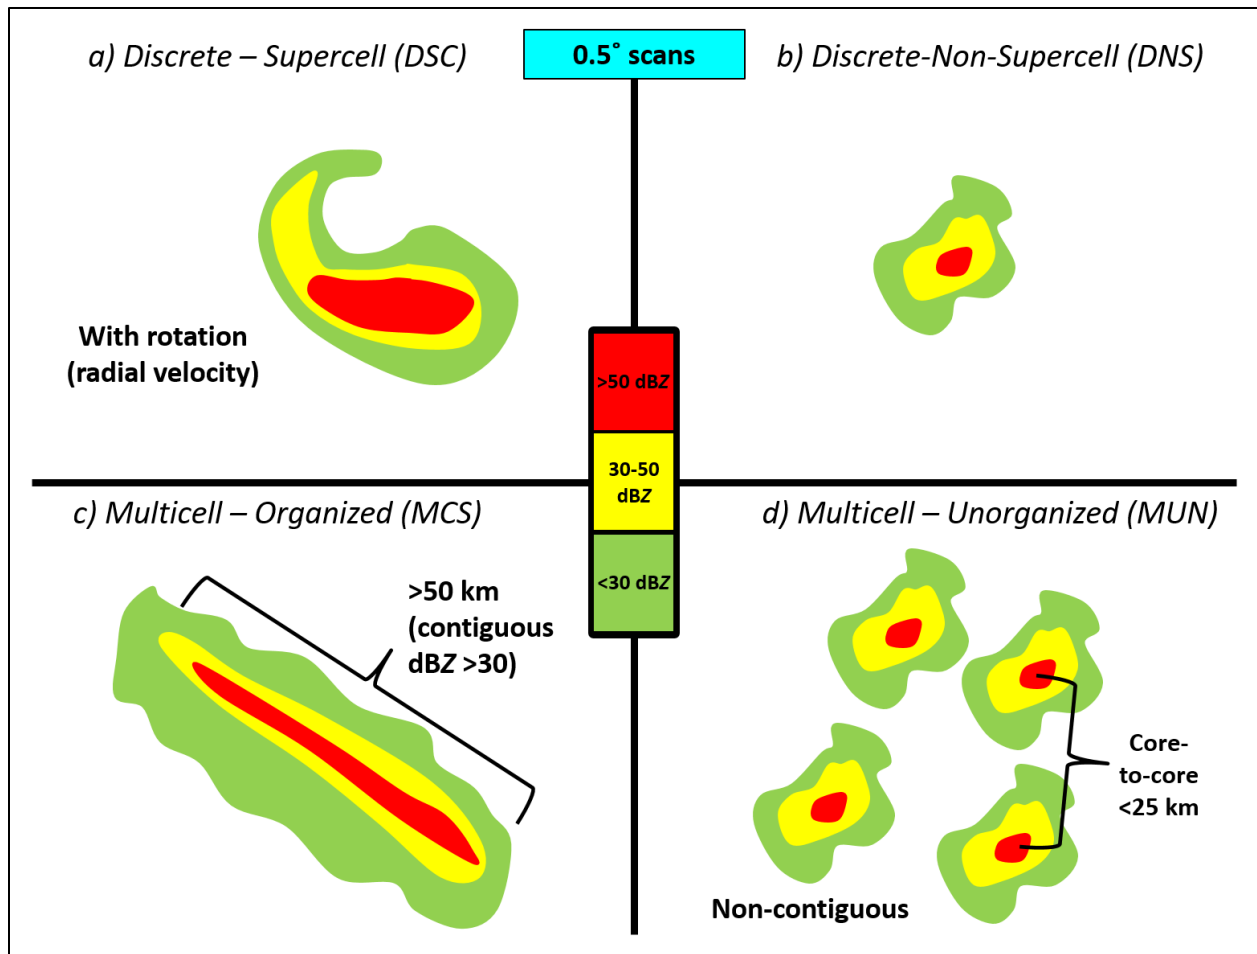 a) Discrete – Supercell (DSC)
0.5˚ scans
b) Discrete-Non-Supercell (DNS)
With rotation
(radial velocity)
>50 dBZ
30-50
dBZ
<30 dBZ
c) Multicell – Organized (MCS)
>50 km
(contiguous
dBZ >30)
d) Multicell – Unorganized (MUN)
Core-
to-core
<25 km
Non-contiguous